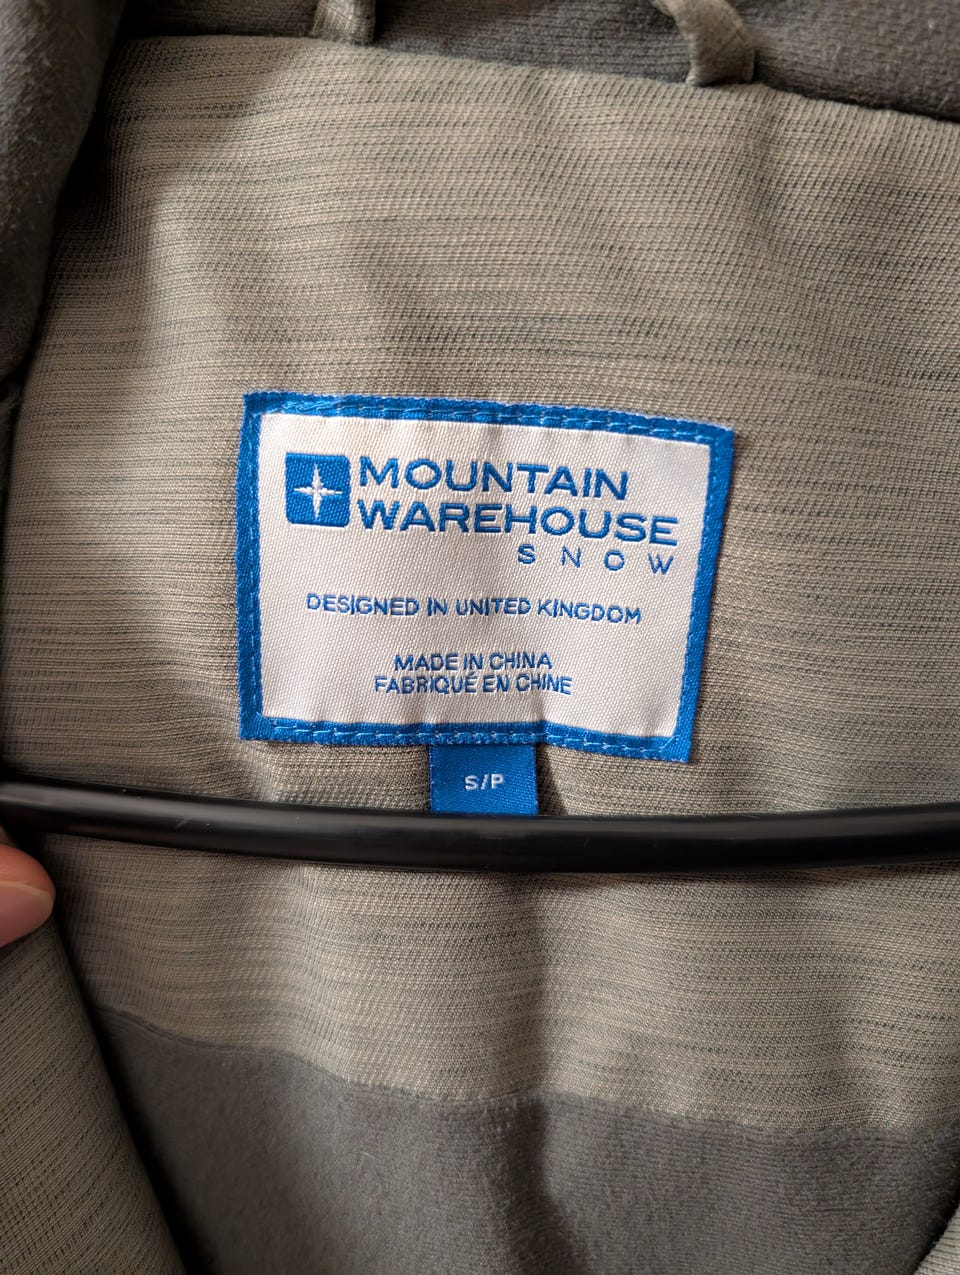 MOUNTAIN
WAREHOUSE
SNOW
DESIGNED IN UNITED KINGDOM
MADE IN CHINA
FABRIQUÉ EN CHINE
S/P